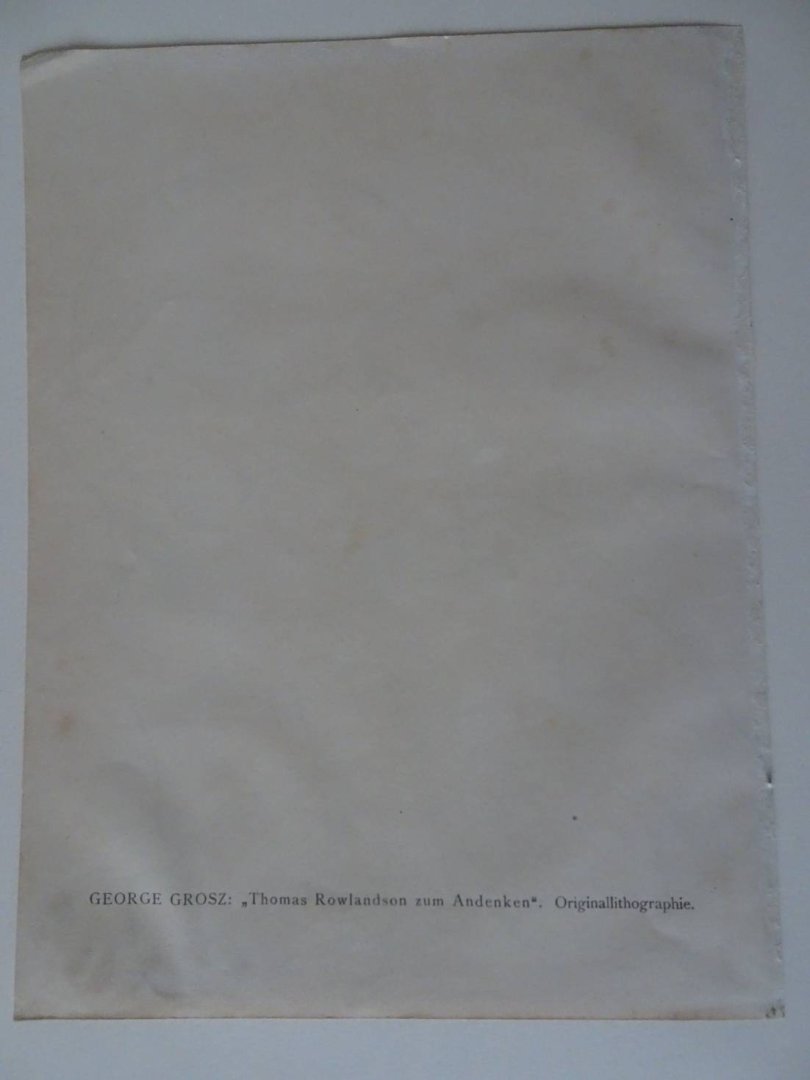 GEORGE GROSZ: „Thomas Rowlandson zum Andenken“. Originallithographie.